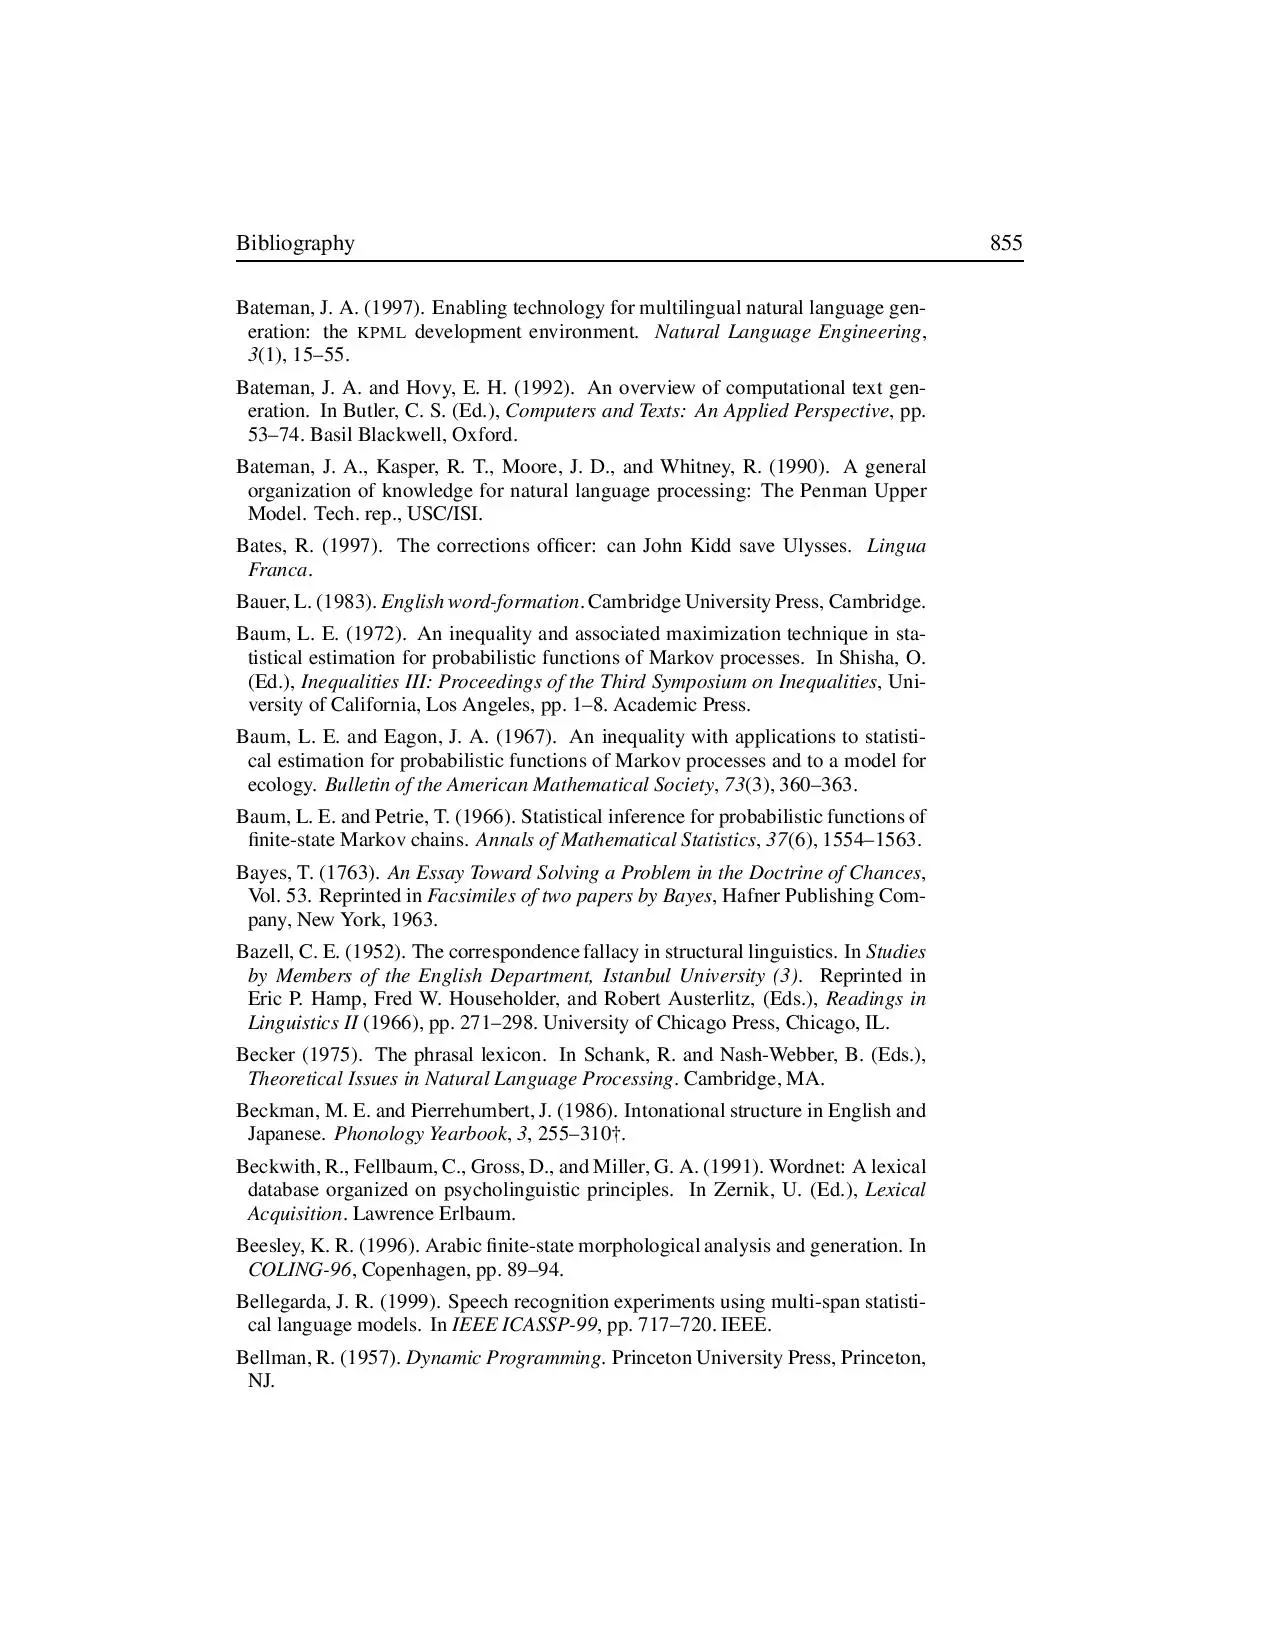 Bibliography 855
Bateman, J. A. (1997). Enabling technology for multilingual natural language gen-
eration: the KPML development environment. Natural Language Engineering,
3(1), 15–55.
Bateman, J. A. and Hovy, E. H. (1992). An overview of computational text gen-
eration. In Butler, C. S. (Ed.), Computers and Texts: An Applied Perspective, pp.
53–74. Basil Blackwell, Oxford.
Bateman, J. A., Kasper, R. T., Moore, J. D., and Whitney, R. (1990). A general
organization of knowledge for natural language processing: The Penman Upper
Model. Tech. rep., USC/ISI.
Bates, R. (1997). The corrections officer: can John Kidd save Ulysses. Lingua
Franca.
Bauer, L. (1983). English word-formation. Cambridge University Press, Cambridge.
Baum, L. E. (1972). An inequality and associated maximization technique in sta-
tistical estimation for probabilistic functions of Markov processes. In Shisha, O.
(Ed.), Inequalities III: Proceedings of the Third Symposium on Inequalities, Uni-
versity of California, Los Angeles, pp. 1–8. Academic Press.
Baum, L. E. and Eagon, J. A. (1967). An inequality with applications to statisti-
cal estimation for probabilistic functions of Markov processes and to a model for
ecology. Bulletin of the American Mathematical Society, 73(3), 360–363.
Baum, L. E. and Petrie, T. (1966). Statistical inference for probabilistic functions of
finite-state Markov chains. Annals of Mathematical Statistics, 37(6), 1554–1563.
Bayes, T. (1763). An Essay Toward Solving a Problem in the Doctrine of Chances,
Vol. 53. Reprinted in Facsimiles of two papers by Bayes, Hafner Publishing Com-
pany, New York, 1963.
Bazell, C. E. (1952). The correspondence fallacy in structural linguistics. In Studies
by Members of the English Department, Istanbul University (3). Reprinted in
Eric P. Hamp, Fred W. Householder, and Robert Austerlitz, (Eds.), Readings in
Linguistics II (1966), pp. 271–298. University of Chicago Press, Chicago, IL.
Becker (1975). The phrasal lexicon. In Schank, R. and Nash-Webber, B. (Eds.),
Theoretical Issues in Natural Language Processing. Cambridge, MA.
Beckman, M. E. and Pierrehumbert, J. (1986). Intonational structure in English and
Japanese. Phonology Yearbook, 3, 255–310†.
Beckwith, R., Fellbaum, C., Gross, D., and Miller, G. A. (1991). Wordnet: A lexical
database organized on psycholinguistic principles. In Zernik, U. (Ed.), Lexical
Acquisition. Lawrence Erlbaum.
Beesley, K. R. (1996). Arabic finite-state morphological analysis and generation. In
COLING-96, Copenhagen, pp. 89–94.
Bellegarda, J. R. (1999). Speech recognition experiments using multi-span statisti-
cal language models. In IEEE ICASSP-99, pp. 717–720. IEEE.
Bellman, R. (1957). Dynamic Programming. Princeton University Press, Princeton,
NJ.